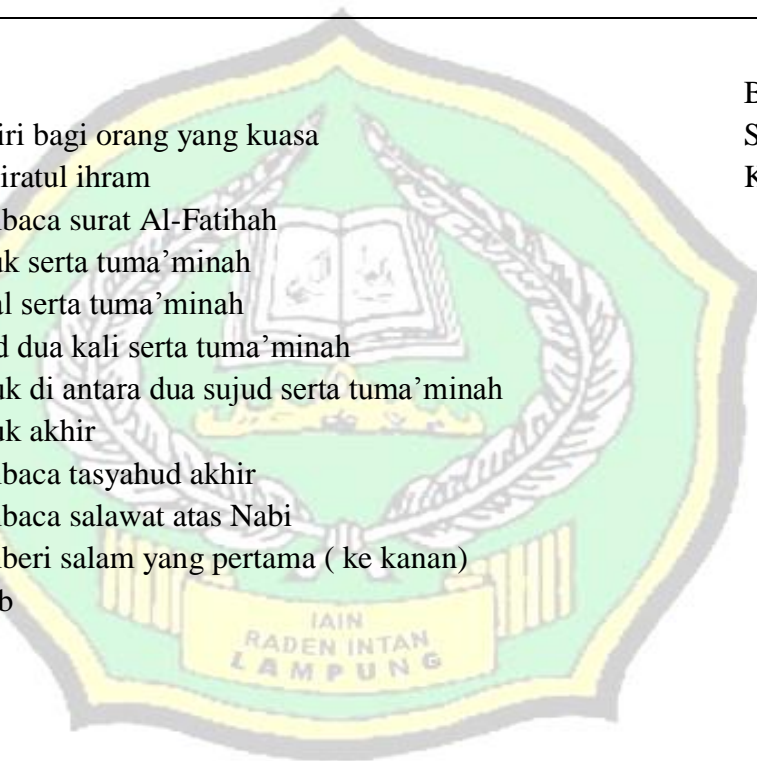 iri bagi orang yang kuasa
iratul ihram
baca surat Al-Fatihah
uk serta tuma’minah
al serta tuma’minah
d dua kali serta tuma’minah
uk di antara dua sujud serta tuma’minah
uk akhir
baca tasyahud akhir
baca salawat atas Nabi
beri salam yang pertama ( ke kanan)
b
B
S
K
IAIN
RADEN INTAN
LAMPUNG